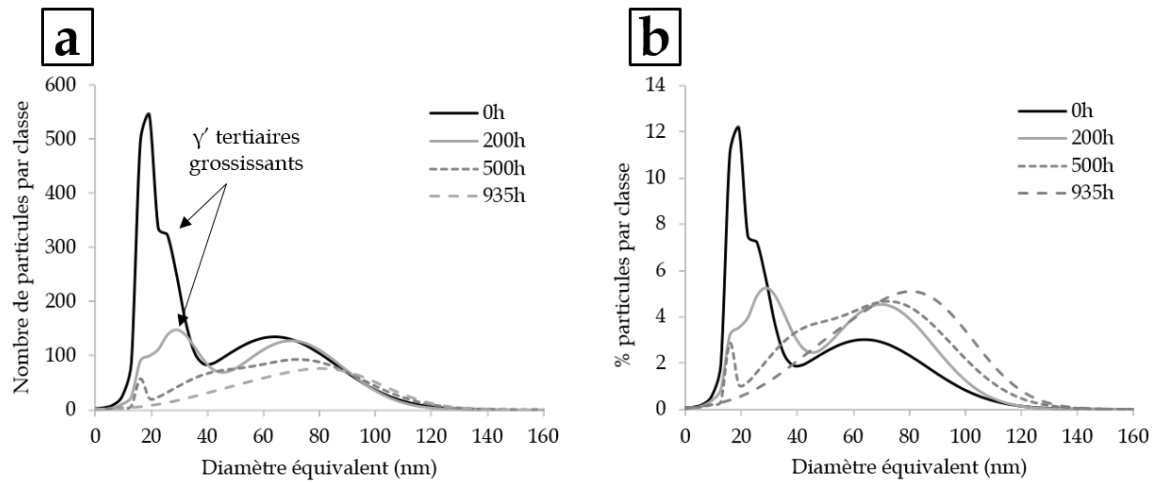 a
600
500
400
300
200
100
0
0 20 40 60 80 100 120 140 160
Nombre de particules par classe
Diamètre équivalent (nm)
γ' tertiaires
grossissants
0h
200h
500h
935h
b
14
12
10
8
6
4
2
0
0 20 40 60 80 100 120 140 160
% particules par classe
Diamètre équivalent (nm)
0h
200h
500h
935h